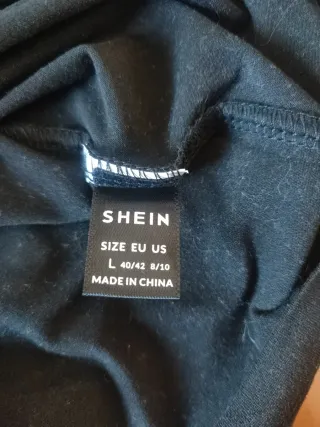 SHEIN
SIZE EU US
L 40/42 8/10
MADE IN CHINA